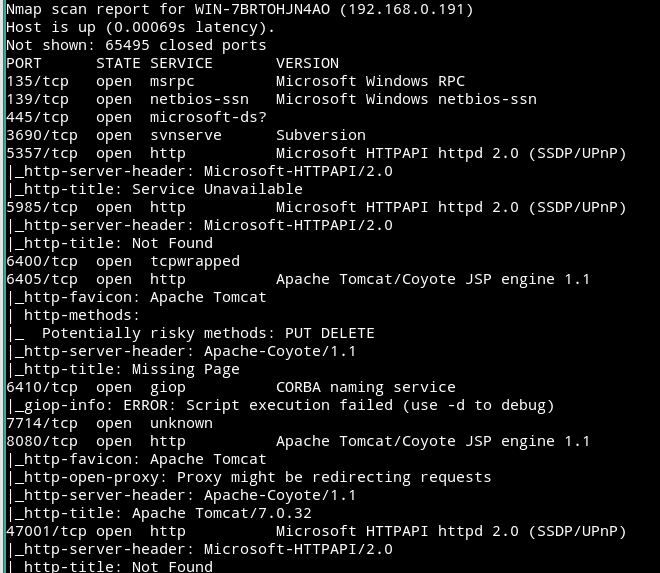 Nmap scan report for WIN-7BRTOHJN4AO (192.168.0.191)
Host is up (0.00069s latency).
Not shown: 65495 closed ports
PORT      STATE SERVICE       VERSION
135/tcp   open  msrpc         Microsoft Windows RPC
139/tcp   open  netbios-ssn   Microsoft Windows netbios-ssn
445/tcp   open  microsoft-ds?
3690/tcp  open  svnserve      Subversion
5357/tcp  open  http          Microsoft HTTPAPI httpd 2.0 (SSDP/UPnP)
|_http-server-header: Microsoft-HTTPAPI/2.0
|_http-title: Service Unavailable
5985/tcp  open  http          Microsoft HTTPAPI httpd 2.0 (SSDP/UPnP)
|_http-server-header: Microsoft-HTTPAPI/2.0
|_http-title: Not Found
6400/tcp  open  tcpwrapped
6405/tcp  open  http          Apache Tomcat/Coyote JSP engine 1.1
|_http-favicon: Apache Tomcat
| http-methods:
|_  Potentially risky methods: PUT DELETE
|_http-server-header: Apache-Coyote/1.1
|_http-title: Missing Page
6410/tcp  open  giop          CORBA naming service
|_giop-info: ERROR: Script execution failed (use -d to debug)
7714/tcp  open  unknown
8080/tcp  open  http          Apache Tomcat/Coyote JSP engine 1.1
|_http-favicon: Apache Tomcat
|_http-open-proxy: Proxy might be redirecting requests
|_http-server-header: Apache-Coyote/1.1
|_http-title: Apache Tomcat/7.0.32
47001/tcp open  http          Microsoft HTTPAPI httpd 2.0 (SSDP/UPnP)
|_http-server-header: Microsoft-HTTPAPI/2.0
|_http-title: Not Found